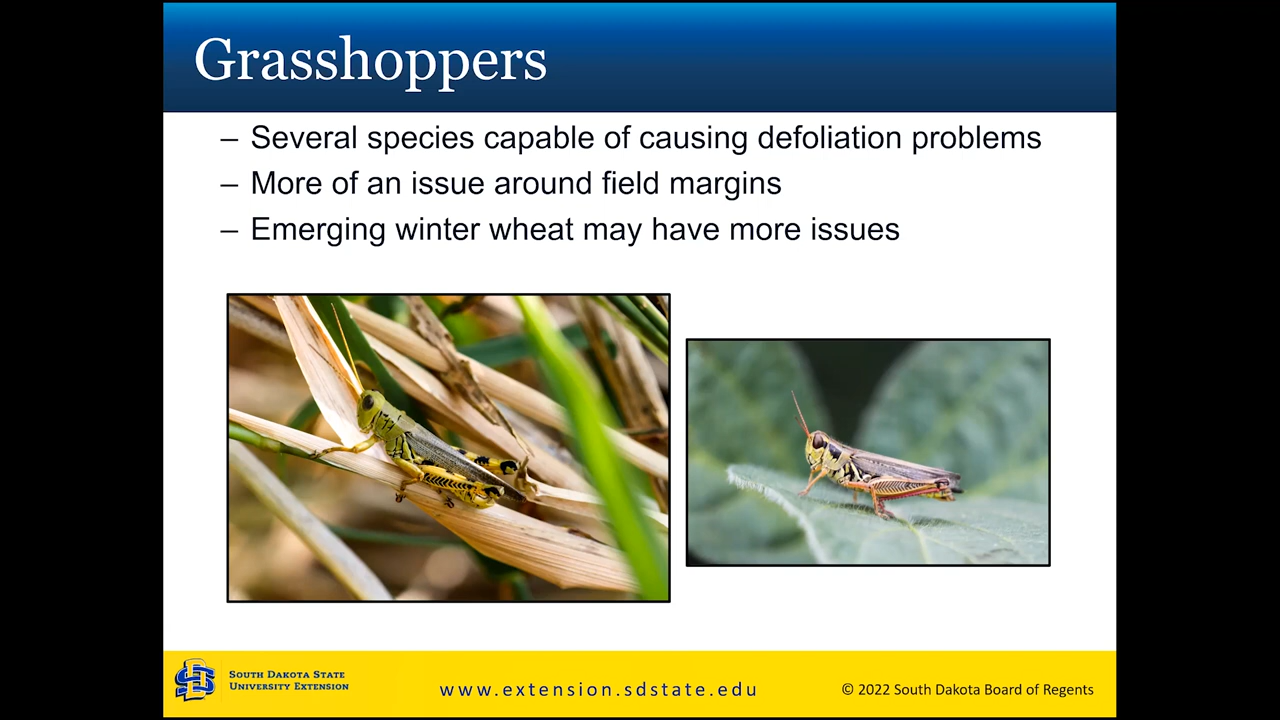 Grasshoppers
– Several species capable of causing defoliation problems
– More of an issue around field margins
– Emerging winter wheat may have more issues
South Dakota State
University Extension
www.extension.sdstate.edu
© 2022 South Dakota Board of Regents